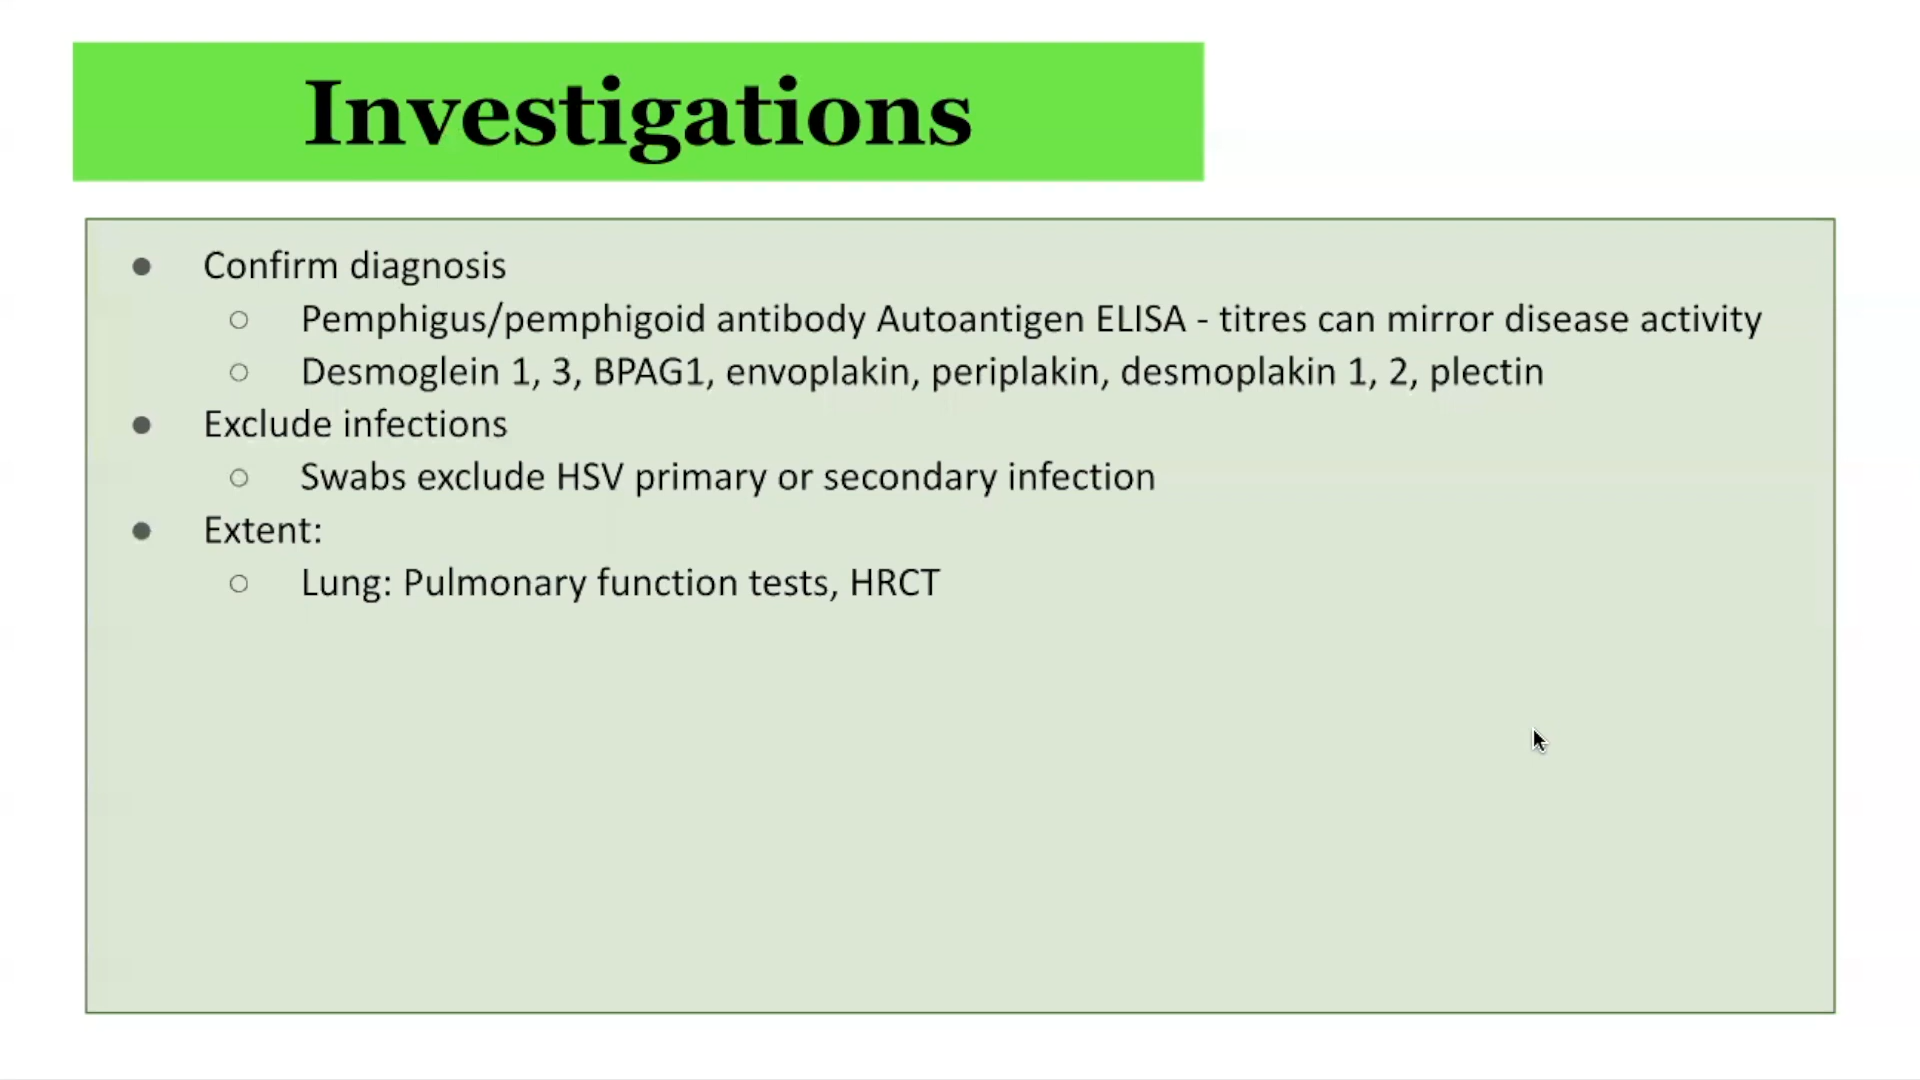 Investigations
● Confirm diagnosis
○ Pemphigus/pemphigoid antibody Autoantigen ELISA - titres can mirror disease activity
○ Desmoglein 1, 3, BPAG1, envoplakin, periplakin, desmoplakin 1, 2, plectin
● Exclude infections
○ Swabs exclude HSV primary or secondary infection
● Extent:
○ Lung: Pulmonary function tests, HRCT